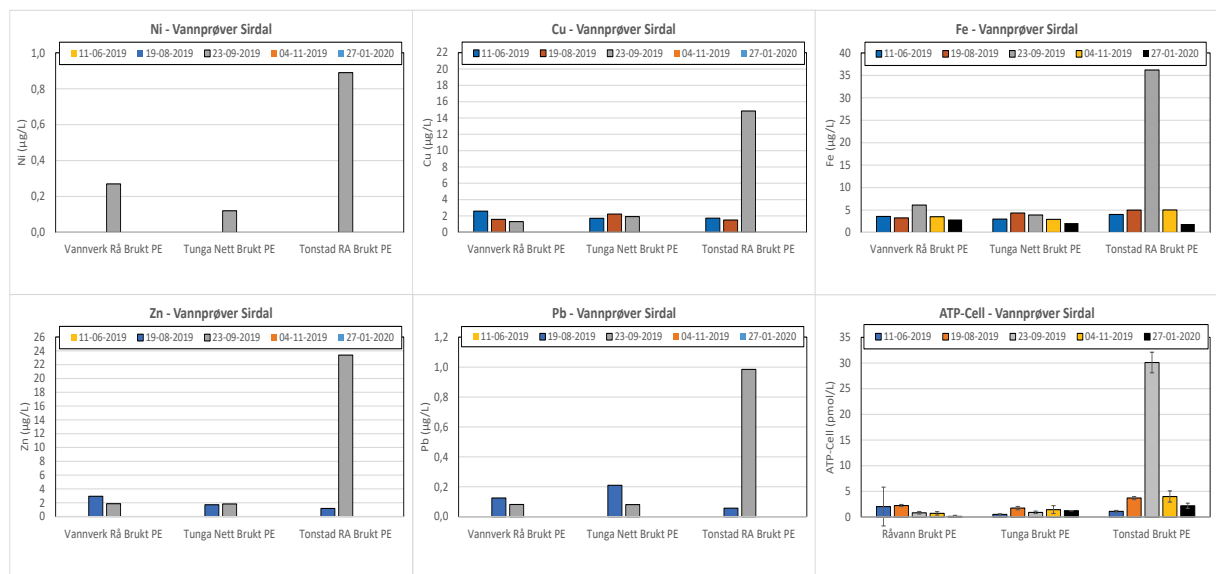 Ni - Vannprøver Sirdal
11-06-2019 19-08-2019 23-09-2019 04-11-2019 27-01-2020
1,0
0,8
0,6
0,4
0,2
0,0
Ni (µg/L)
Vannverk Rå Brukt PE Tunga Nett Brukt PE Tonstad RA Brukt PE
Cu - Vannprøver Sirdal
11-06-2019 19-08-2019 23-09-2019 04-11-2019 27-01-2020
22
20
18
16
14
12
10
8
6
4
2
0
Cu (µg/L)
Vannverk Rå Brukt PE Tunga Nett Brukt PE Tonstad RA Brukt PE
Fe - Vannprøver Sirdal
11-06-2019 19-08-2019 23-09-2019 04-11-2019 27-01-2020
40
35
30
25
20
15
10
5
0
Fe (µg/L)
Vannverk Rå Brukt PE Tunga Nett Brukt PE Tonstad RA Brukt PE
Zn - Vannprøver Sirdal
11-06-2019 19-08-2019 23-09-2019 04-11-2019 27-01-2020
26
24
22
20
18
16
14
12
10
8
6
4
2
0
Zn (µg/L)
Vannverk Rå Brukt PE Tunga Nett Brukt PE Tonstad RA Brukt PE
Pb - Vannprøver Sirdal
11-06-2019 19-08-2019 23-09-2019 04-11-2019 27-01-2020
1,2
1,0
0,8
0,6
0,4
0,2
0,0
Pb (µg/L)
Vannverk Rå Brukt PE Tunga Nett Brukt PE Tonstad RA Brukt PE
ATP-Cell - Vannprøver Sirdal
11-06-2019 19-08-2019 23-09-2019 04-11-2019 27-01-2020
35
30
25
20
15
10
5
0
ATP-Cell (pmol/L)
Råvann Brukt PE Tunga Brukt PE Tonstad Brukt PE